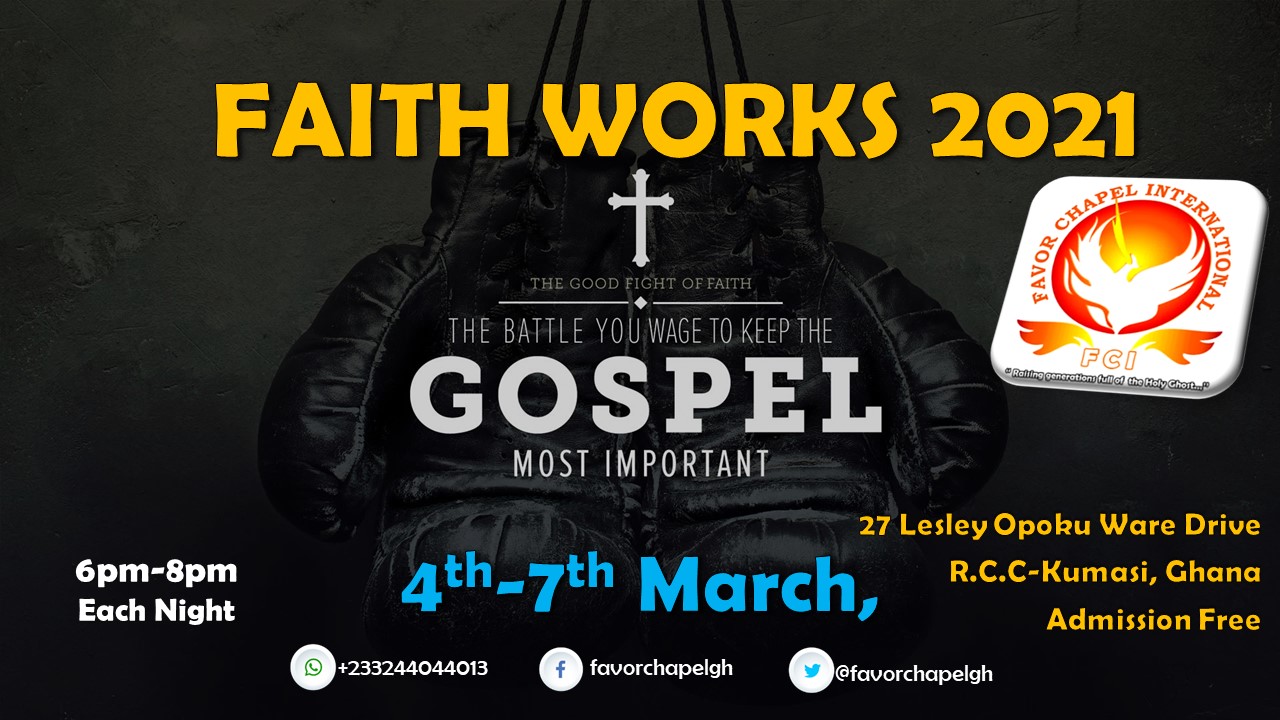 FAITH WORKS 2021
FAVOR CHAPEL INTERNATIONAL
FCI
"Raising generations full of the Holy Ghost..."
THE GOOD FIGHT OF FAITH
THE BATTLE YOU WAGE TO KEEP THE
GOSPEL
MOST IMPORTANT
27 Lesley Opoku Ware Drive
R.C.C-Kumasi, Ghana
Admission Free
6pm-8pm
Each Night
4th-7th March,
+233244044013
favorchapelgh
@favorchapelgh